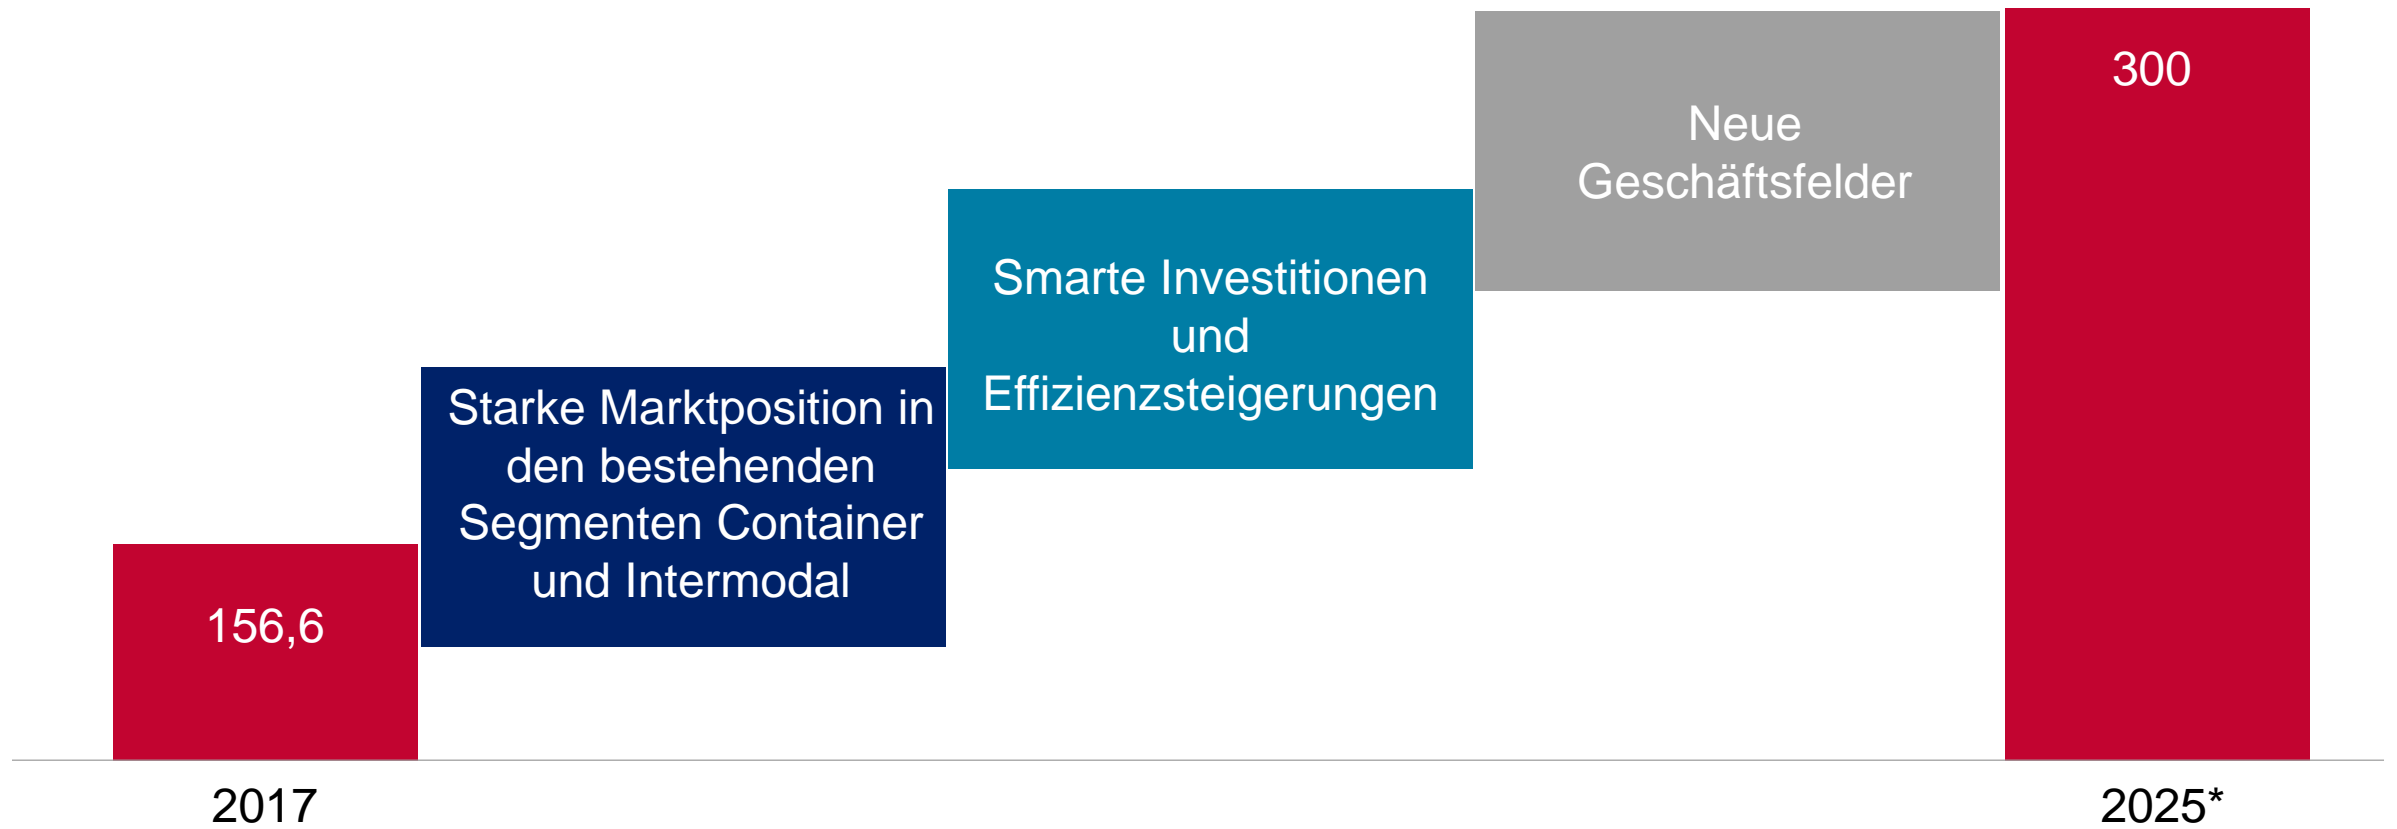 156,6
Starke Marktposition in
den bestehenden
Segmenten Container
und Intermodal
Smarte Investitionen
und
Effizienzsteigerungen
Neue
Geschäftsfelder
300
2017
2025*